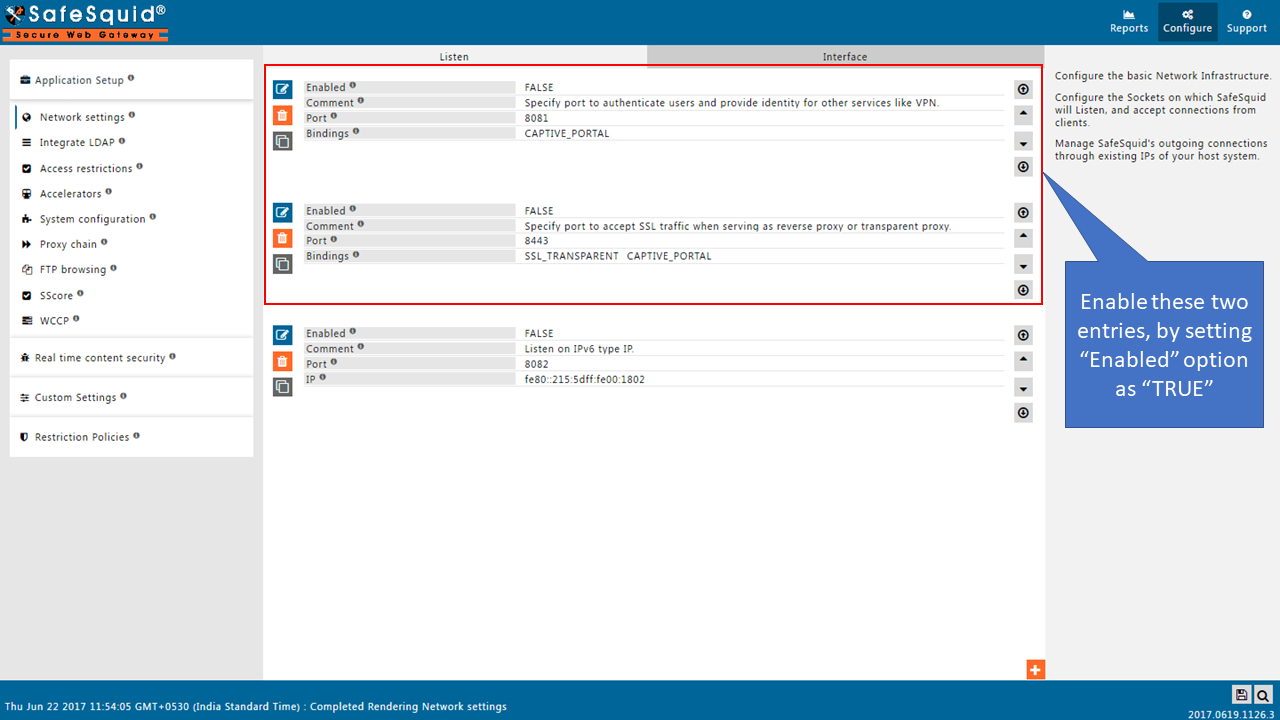 SafeSquid®
Secure Web Gateway
Reports
Configure
Support
Listen
Interface
Application Setup
Network settings
Integrate LDAP
Access restrictions
Accelerators
System configuration
Proxy chain
FTP browsing
SScore
WCCP
Real time content security
Custom Settings
Restriction Policies
Enabled FALSE
Comment Specify port to authenticate users and provide identity for other services like VPN.
Port 8081
Bindings CAPTIVE_PORTAL
Enabled FALSE
Comment Specify port to accept SSL traffic when serving as reverse proxy or transparent proxy.
Port 8443
Bindings SSL_TRANSPARENT CAPTIVE_PORTAL
Enabled FALSE
Comment Listen on IPv6 type IP.
Port 8082
IP fe80::215:5dff:fe00:1802
Configure the basic Network Infrastructure.
Configure the Sockets on which SafeSquid
will Listen, and accept connections from
clients.
Manage SafeSquid's outgoing connections
through existing IPs of your host system.
Enable these two
entries, by setting
“Enabled” option
as “TRUE”
Thu Jun 22 2017 11:54:05 GMT+0530 (India Standard Time) : Completed Rendering Network settings
2017.0619.1126.3